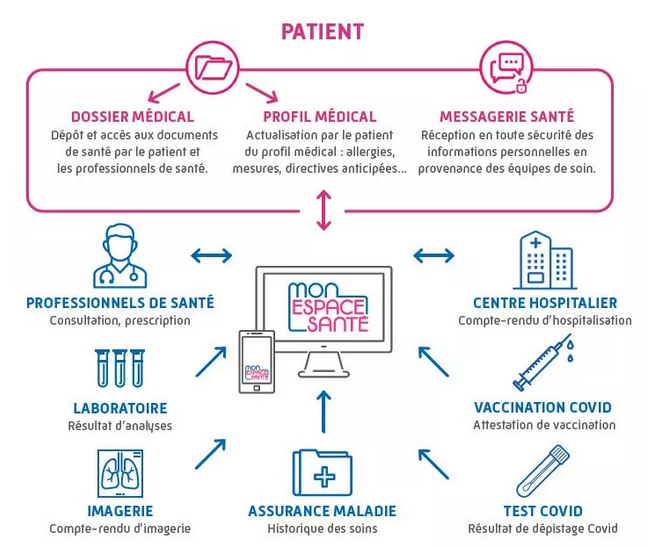 PATIENT
DOSSIER MÉDICAL
Dépôt et accès aux documents
de santé par le patient et
les professionnels de santé.
PROFIL MÉDICAL
Actualisation par le patient
du profil médical : allergies,
mesures, directives anticipées...
MESSAGERIE SANTÉ
Réception en toute sécurité des
informations personnelles en
provenance des équipes de soin.
PROFESSIONNELS DE SANTÉ
Consultation, prescription
MON
ESPACE
SANTÉ
MON
ESPACE
SANTÉ
CENTRE HOSPITALIER
Compte-rendu d'hospitalisation
LABORATOIRE
Résultat d'analyses
VACCINATION COVID
Attestation de vaccination
IMAGERIE
Compte-rendu d'imagerie
ASSURANCE MALADIE
Historique des soins
TEST COVID
Résultat de dépistage Covid